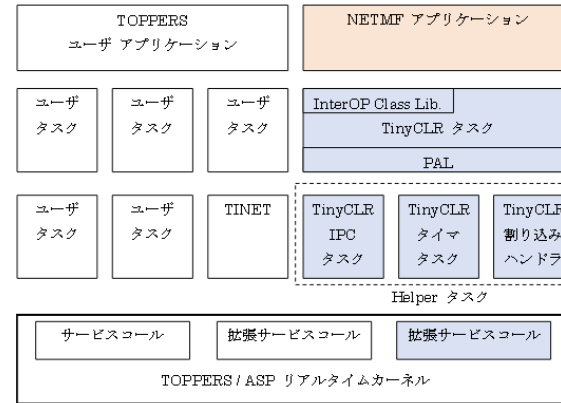 TOPPERS
ユーザ アプリケーション
NETMF アプリケーション
ユーザ
タスク
ユーザ
タスク
ユーザ
タスク
InterOP Class Lib.
TinyCLR タスク
PAL
ユーザ
タスク
ユーザ
タスク
TINET
TinyCLR
IPC
タスク
TinyCLR
タイマ
タスク
TinyCLR
割り込み
ハンドラ
Helper タスク
サービスコール
拡張サービスコール
拡張サービスコール
TOPPERS / ASP リアルタイムカーネル